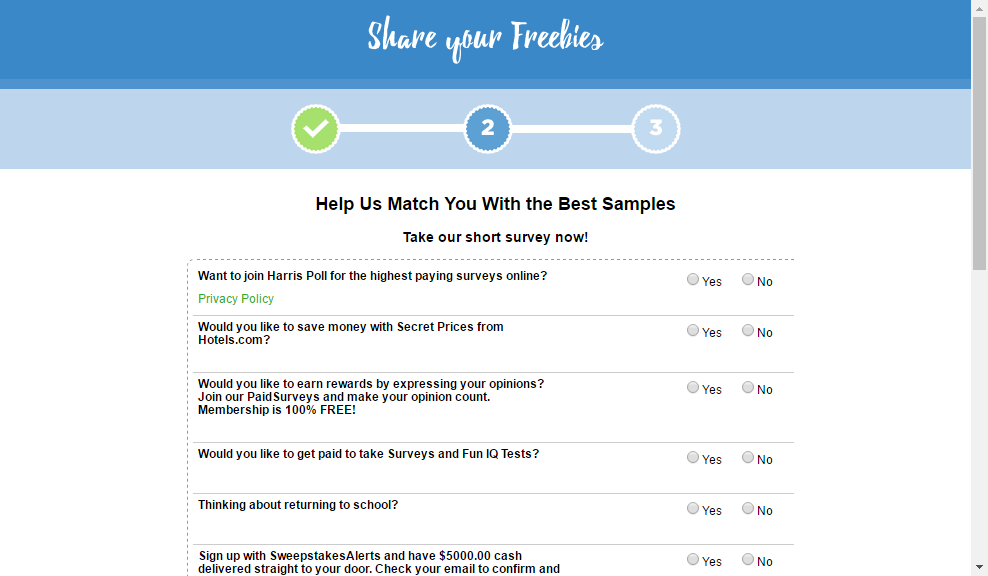 Share your Freebies
2
3
Help Us Match You With the Best Samples
Take our short survey now!
Want to join Harris Poll for the highest paying surveys online?
Yes
No
Privacy Policy
Would you like to save money with Secret Prices from
Hotels.com?
Yes
No
Would you like to earn rewards by expressing your opinions?
Join our PaidSurveys and make your opinion count.
Membership is 100% FREE!
Yes
No
Would you like to get paid to take Surveys and Fun IQ Tests?
Yes
No
Thinking about returning to school?
Yes
No
Sign up with SweepstakesAlerts and have $5000.00 cash
delivered straight to your door. Check your email to confirm and
Yes
No